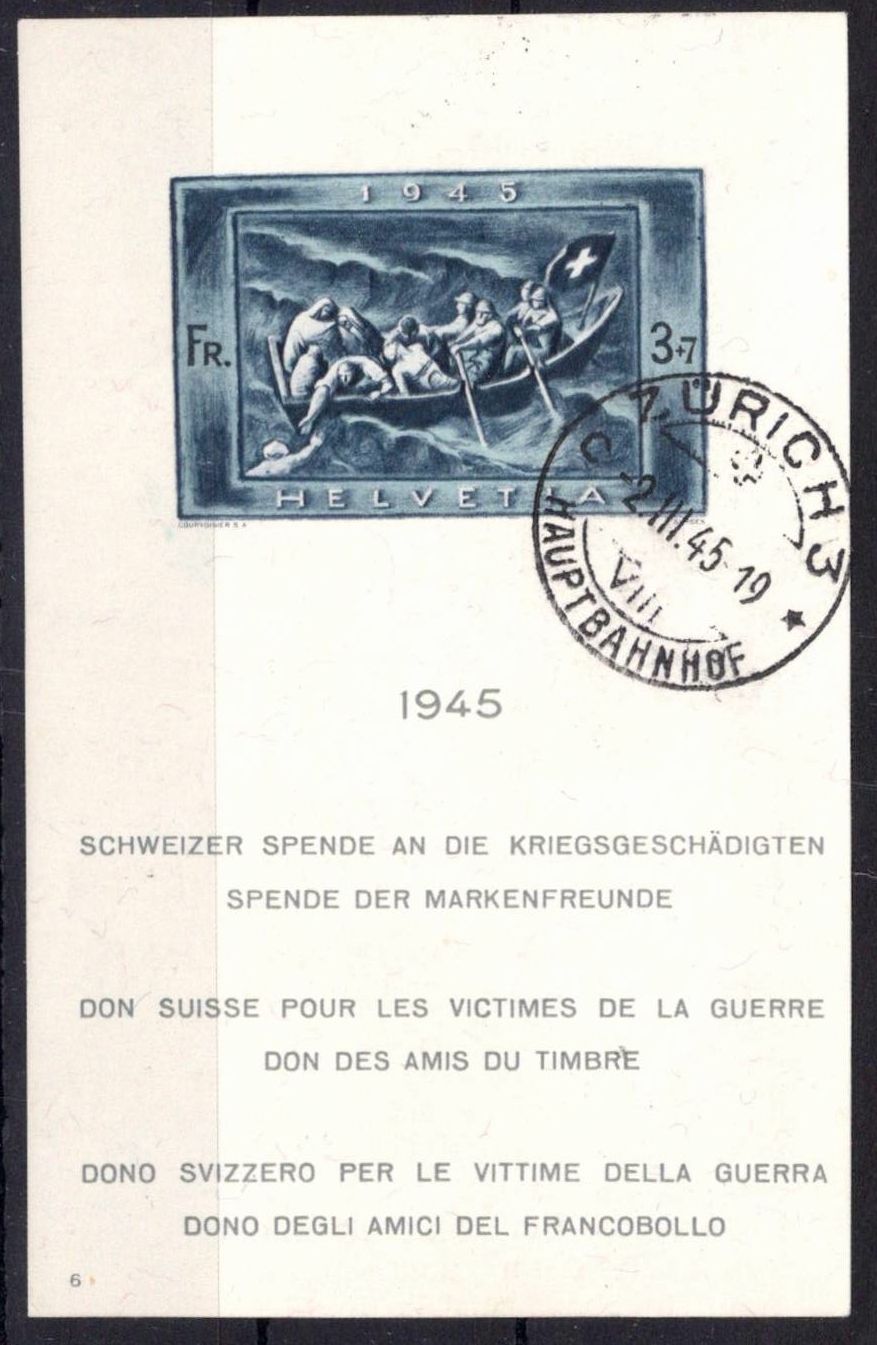 1945
FR.
3+7
HELVETIA
COURVOISIER S.A
ZÜRICH 3
-2.III.45-19
VIII
HAUPTBAHNHOF
1945
SCHWEIZER SPENDE AN DIE KRIEGSGESCHÄDIGTEN
SPENDE DER MARKENFREUNDE
DON SUISSE POUR LES VICTIMES DE LA GUERRE
DON DES AMIS DU TIMBRE
DONO SVIZZERO PER LE VITTIME DELLA GUERRA
DONO DEGLI AMICI DEL FRANCOBOLLO
6